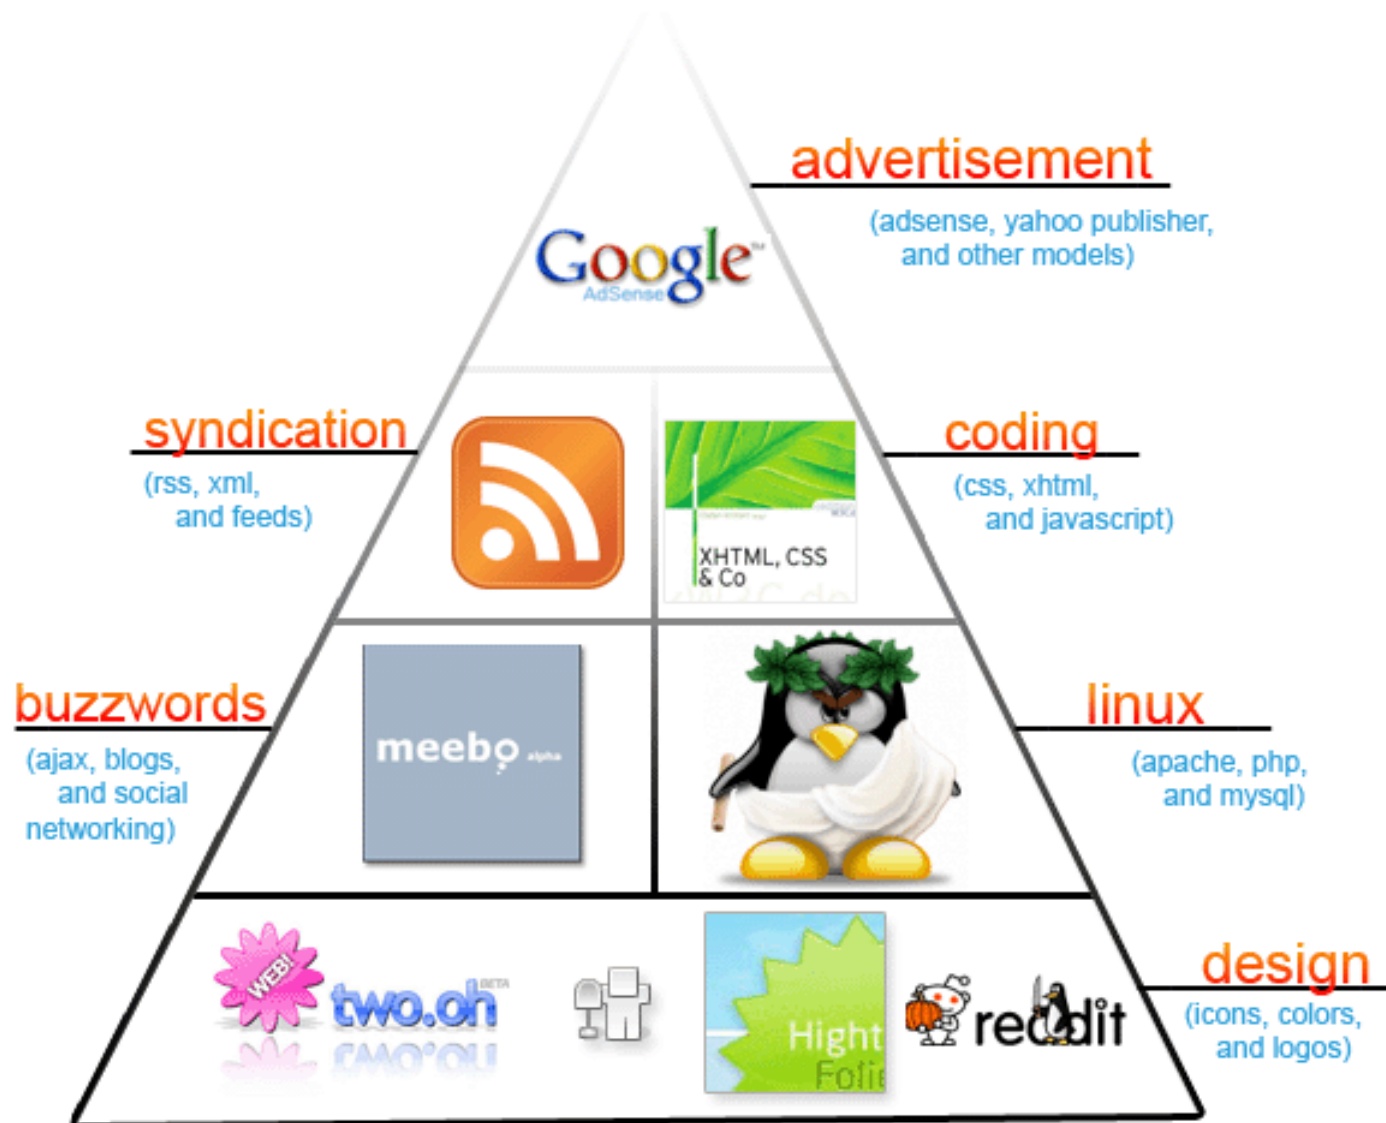 advertisement
(adsense, yahoo publisher,
and other models)
Google™
AdSense
syndication
(rss, xml,
and feeds)
coding
(css, xhtml,
and javascript)
XHTML, CSS
& Co
buzzwords
(ajax, blogs,
and social
networking)
meebo alpha
linux
(apache, php,
and mysql)
WEB!
two.oh BETA
Hight
Folie
reddit
design
(icons, colors,
and logos)